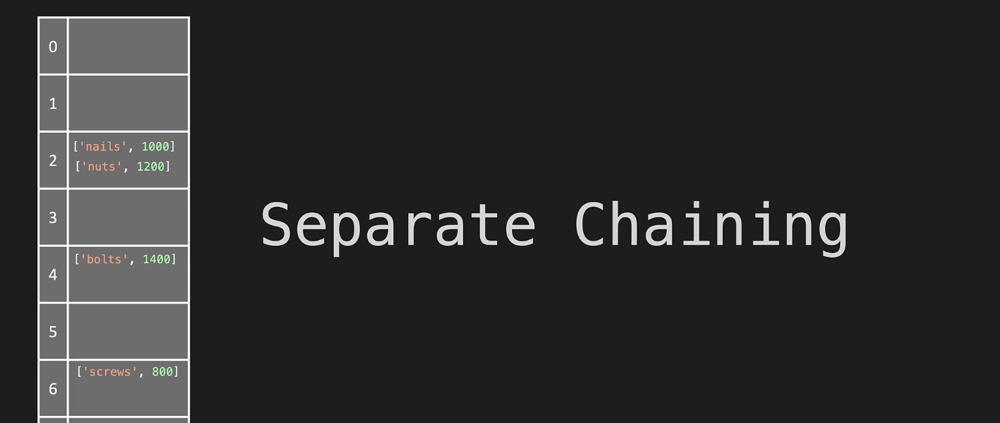 0
1
2
['nails', 1000]
['nuts', 1200]
3
4
['bolts', 1400]
5
6
['screws', 800]
Separate Chaining